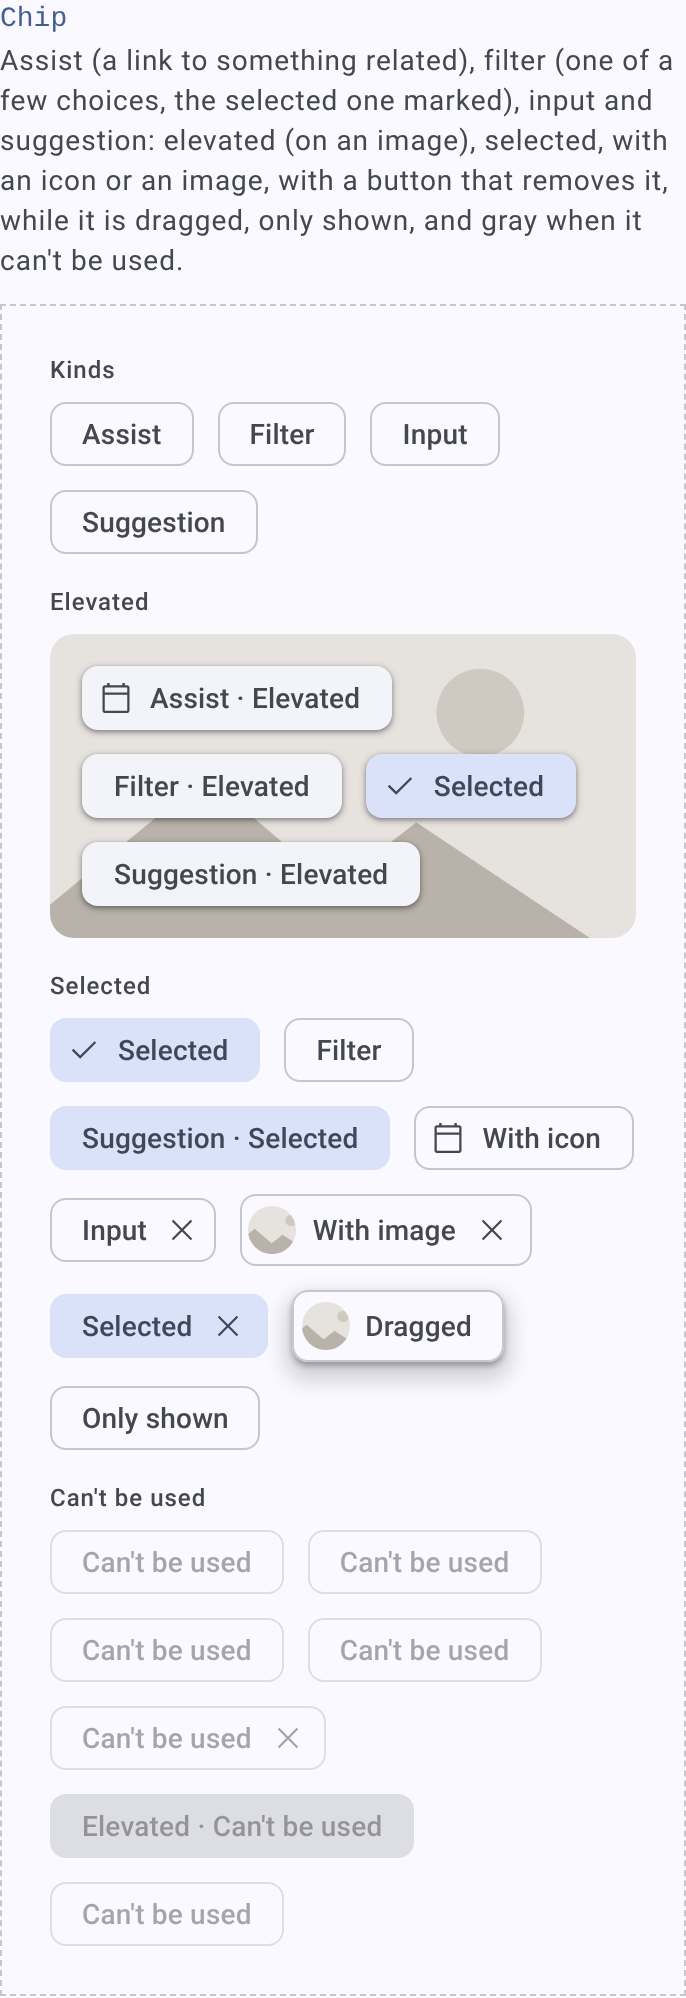 Chip
Assist (a link to something related), filter (one of a
few choices, the selected one marked), input and
suggestion: elevated (on an image), selected, with
an icon or an image, with a button that removes it,
while it is dragged, only shown, and gray when it
can't be used.
Kinds
Assist Filter Input
Suggestion
Elevated
Assist · Elevated
Filter · Elevated Selected
Suggestion · Elevated
Selected
Selected Filter
Suggestion · Selected With icon
Input With image
Selected Dragged
Only shown
Can't be used
Can't be used Can't be used
Can't be used Can't be used
Can't be used
Elevated · Can't be used
Can't be used